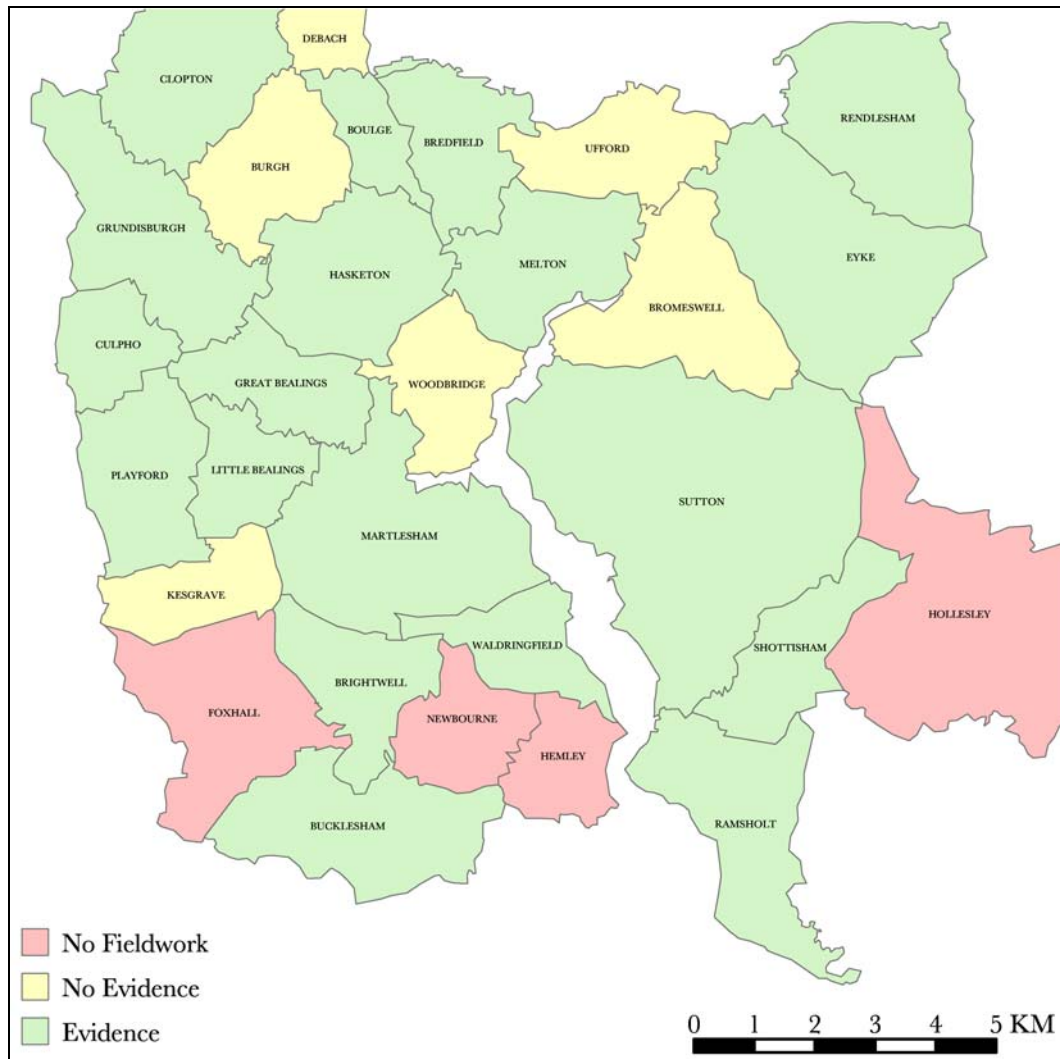 DEBACH
CLOPTON
RENDLESHAM
BOULGE
BREDFIELD
UFFORD
BURGH
GRUNDISBURGH
HASKETON
MELTON
EYKE
BROMESWELL
CULPHO
GREAT BEALINGS
WOODBRIDGE
PLAYFORD
LITTLE BEALINGS
SUTTON
MARTLESHAM
KESGRAVE
HOLLESLEY
WALDRINGFIELD
SHOTTISHAM
BRIGHTWELL
FOXHALL
NEWBOURNE
HEMLEY
BUCKLESHAM
RAMSHOLT
No Fieldwork
No Evidence
Evidence
0 1 2 3 4 5 KM